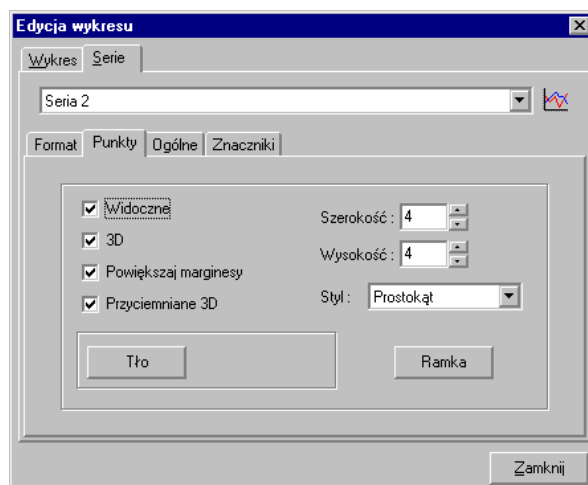 Edycja wykresu
Wykres Serie
Seria 2
Format Punkty Ogólne Znaczniki
Widoczne
3D
Powiększaj marginesy
Przyciemniane 3D
Szerokość : 4
Wysokość : 4
Styl : Prostokąt
Tło
Ramka
Zamknij